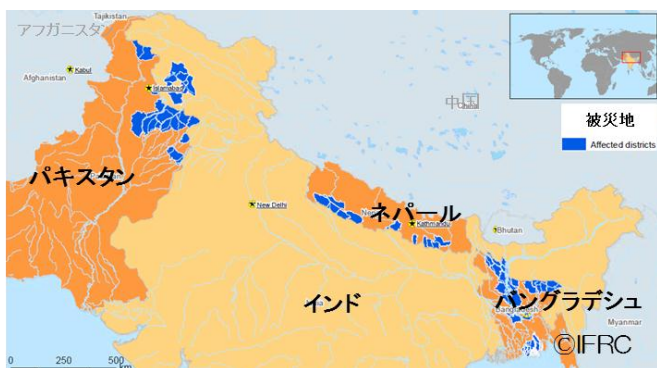 Tajikistan
アフガニスタン
Afghanistan
Kabul
Islamabad
中国
被災地
Affected districts
パキスタン
New Delhi
ネパール
Kathmandu
Bhutan
インド
バングラデシュ
Bangladesh
Myanmar
©IFRC
0 250 500
km